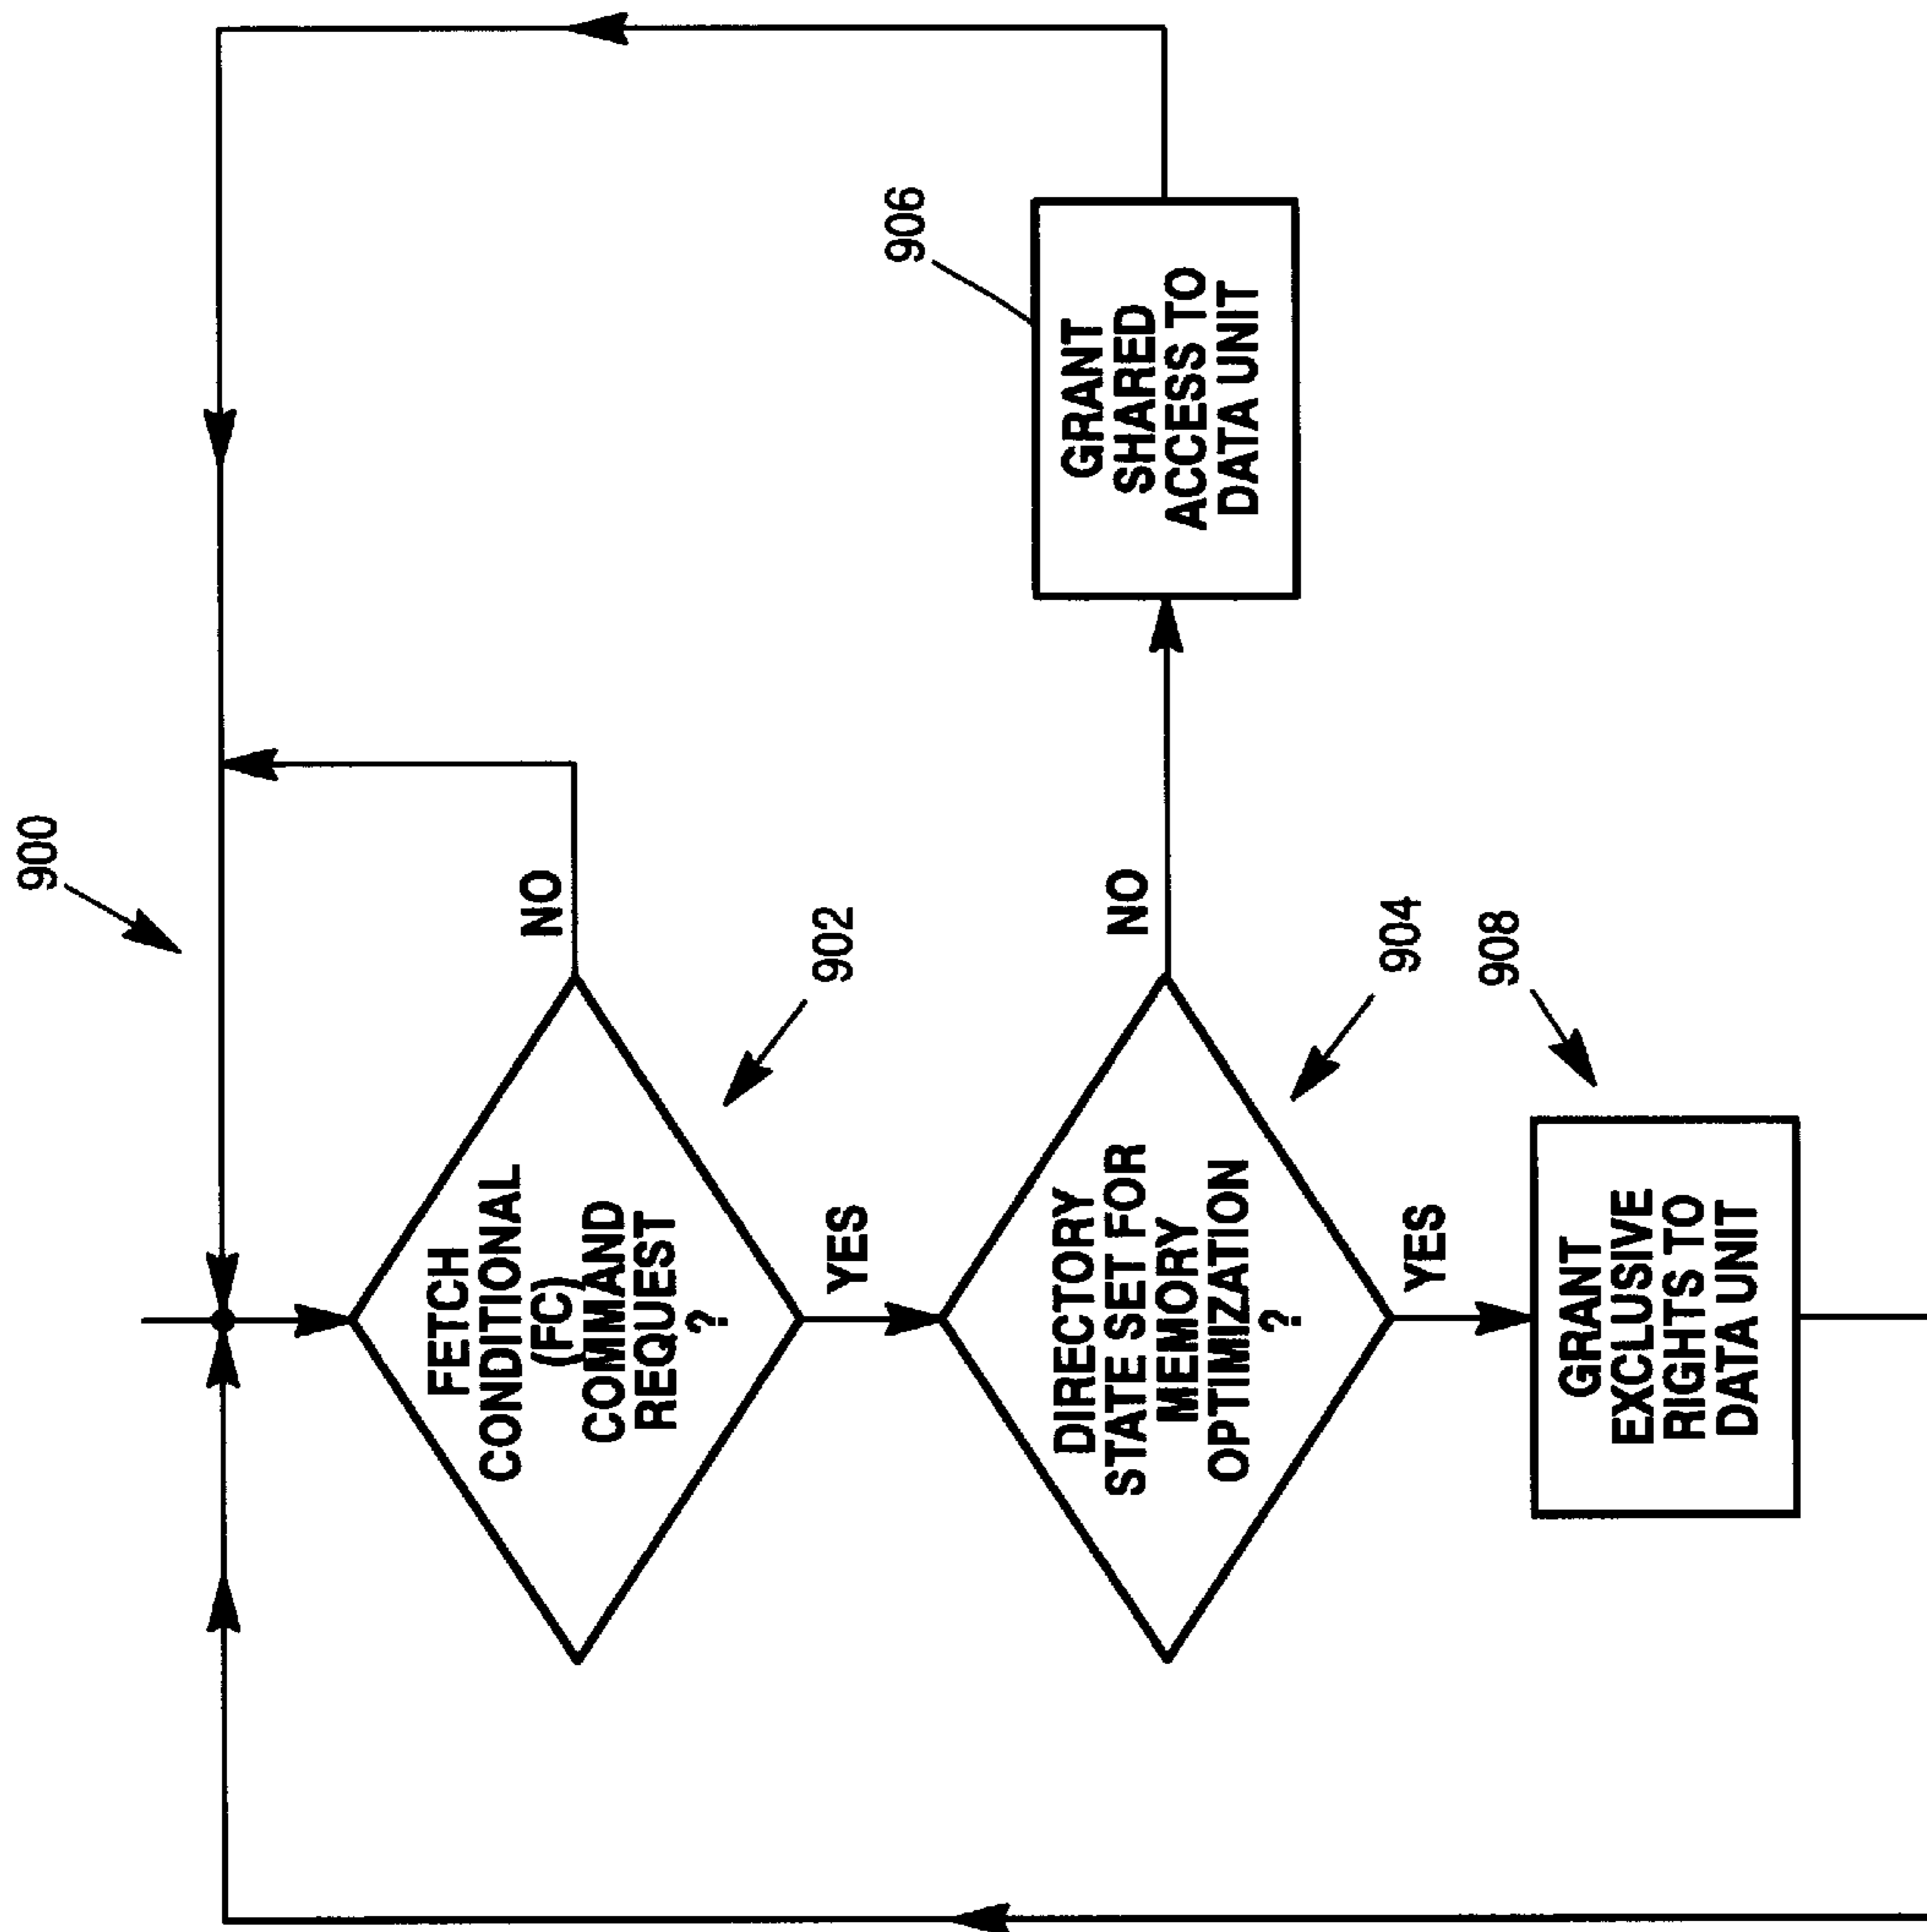 900
FETCH
CONDITIONAL
(FC)
COMMAND
REQUEST
?
902
NO
YES
DIRECTORY
STATE SET FOR
MEMORY
OPTIMIZATION
?
904
NO
GRANT
SHARED
ACCESS TO
DATA UNIT
906
YES
GRANT
EXCLUSIVE
RIGHTS TO
DATA UNIT
908